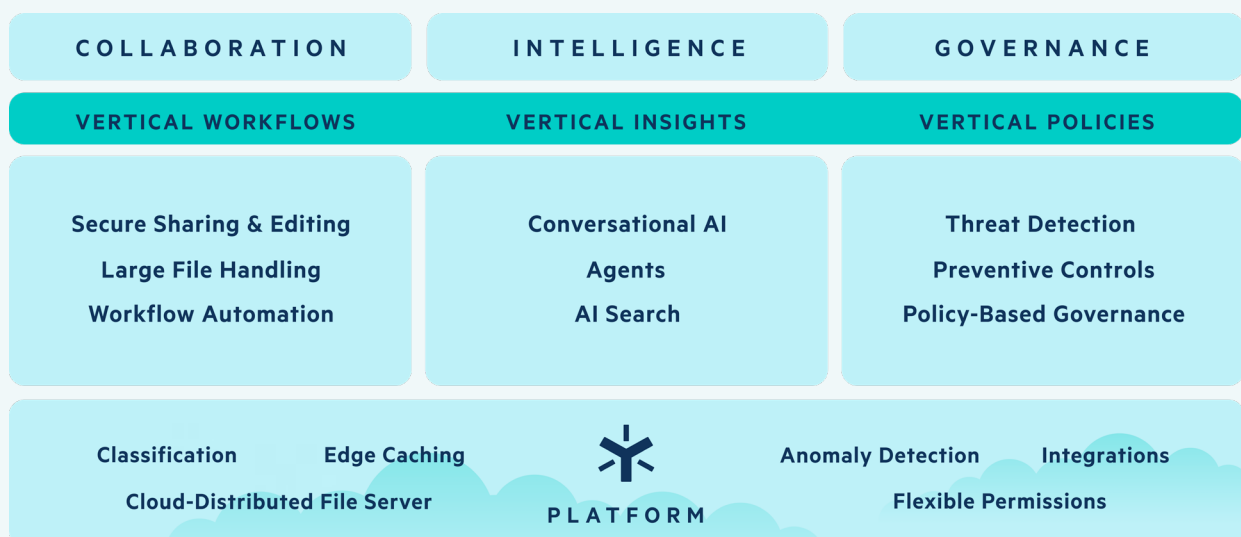 COLLABORATION
INTELLIGENCE
GOVERNANCE
VERTICAL WORKFLOWS
VERTICAL INSIGHTS
VERTICAL POLICIES
Secure Sharing & Editing
Large File Handling
Workflow Automation
Conversational AI
Agents
AI Search
Threat Detection
Preventive Controls
Policy-Based Governance
Classification
Edge Caching
Cloud-Distributed File Server
PLATFORM
Anomaly Detection
Integrations
Flexible Permissions